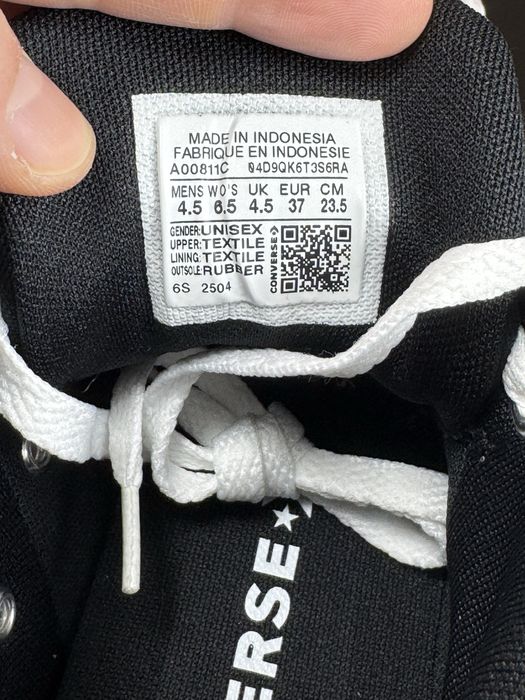 MADE IN INDONESIA
FABRIQUE EN INDONESIE
A00811C 04D9QK6T3S6RA
MENS WO'S UK EUR CM
4.5 6.5 4.5 37 23.5
GENDER: UNISEX
UPPER: TEXTILE
LINING: TEXTILE
OUTSOLE: RUBBER
6S 2504
CONVERSE
ERSE